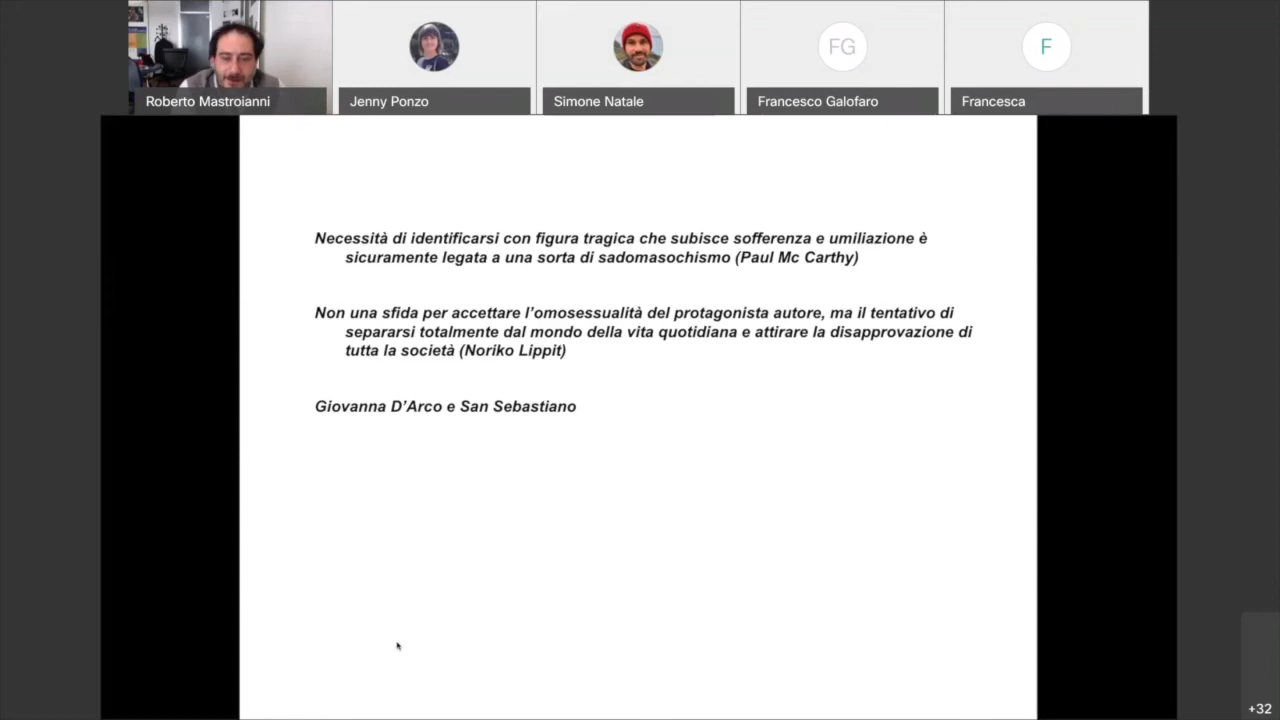 Roberto Mastroianni
Jenny Ponzo
Simone Natale
FG
Francesco Galofaro
F
Francesca
Necessità di identificarsi con figura tragica che subisce sofferenza e umiliazione è
sicuramente legata a una sorta di sadomasochismo (Paul Mc Carthy)
Non una sfida per accettare l'omosessualità del protagonista autore, ma il tentativo di
separarsi totalmente dal mondo della vita quotidiana e attirare la disapprovazione di
tutta la società (Noriko Lippit)
Giovanna D'Arco e San Sebastiano
+32